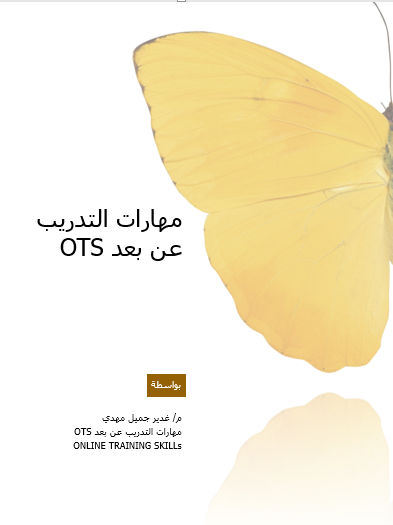 مهارات التدريب
عن بعد OTS
بواسطة
م/ غدير جميل مهدي
مهارات التدريب عن بعد OTS
ONLINE TRAINING SKILLs